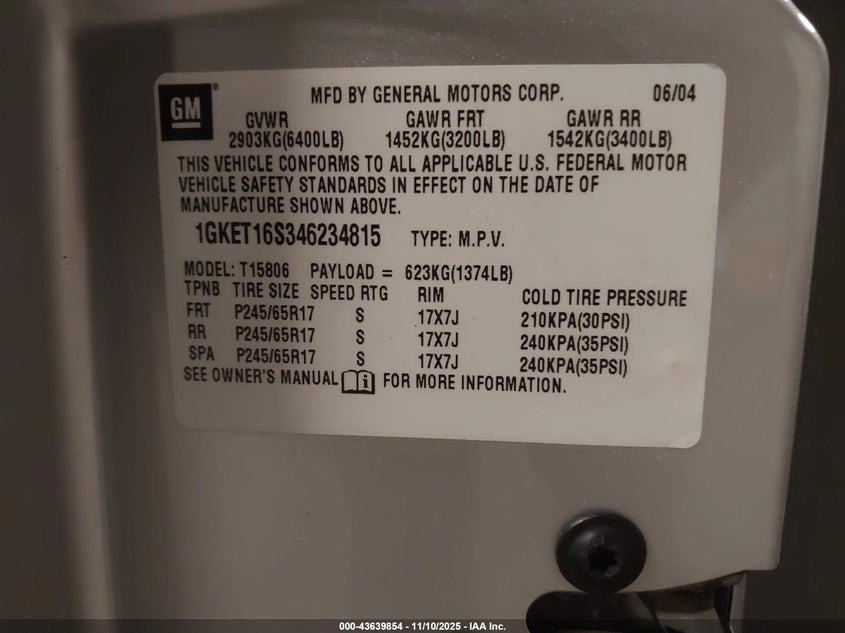 GM® MFD BY GENERAL MOTORS CORP. 06/04
GVWR GAWR FRT GAWR RR
2903KG(6400LB) 1452KG(3200LB) 1542KG(3400LB)
THIS VEHICLE CONFORMS TO ALL APPLICABLE U.S. FEDERAL MOTOR
VEHICLE SAFETY STANDARDS IN EFFECT ON THE DATE OF
MANUFACTURE SHOWN ABOVE.
1GKET16S346234815 TYPE: M.P.V.
MODEL: T15806 PAYLOAD = 623KG(1374LB)
TPNB TIRE SIZE SPEED RTG RIM COLD TIRE PRESSURE
FRT P245/65R17 S 17X7J 210KPA(30PSI)
RR P245/65R17 S 17X7J 240KPA(35PSI)
SPA P245/65R17 S 17X7J 240KPA(35PSI)
SEE OWNER'S MANUAL i FOR MORE INFORMATION.
000-43639854 - 11/10/2025 - IAA Inc.